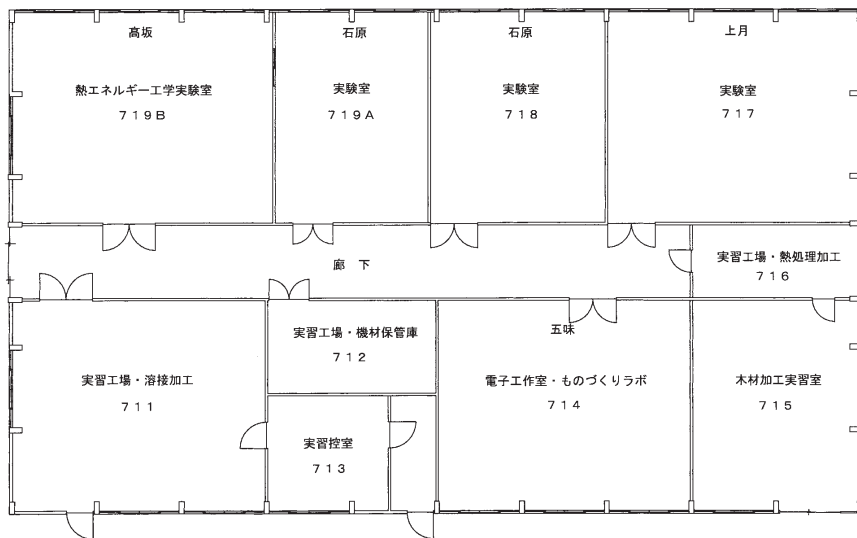 髙坂
熱エネルギー工学実験室
７１９Ｂ
石原
実験室
７１９Ａ
石原
実験室
７１８
上月
実験室
７１７
廊　下
実習工場・熱処理加工
７１６
実習工場・溶接加工
７１１
実習工場・機材保管庫
７１２
実習控室
７１３
五味
電子工作室・ものづくりラボ
７１４
木材加工実習室
７１５